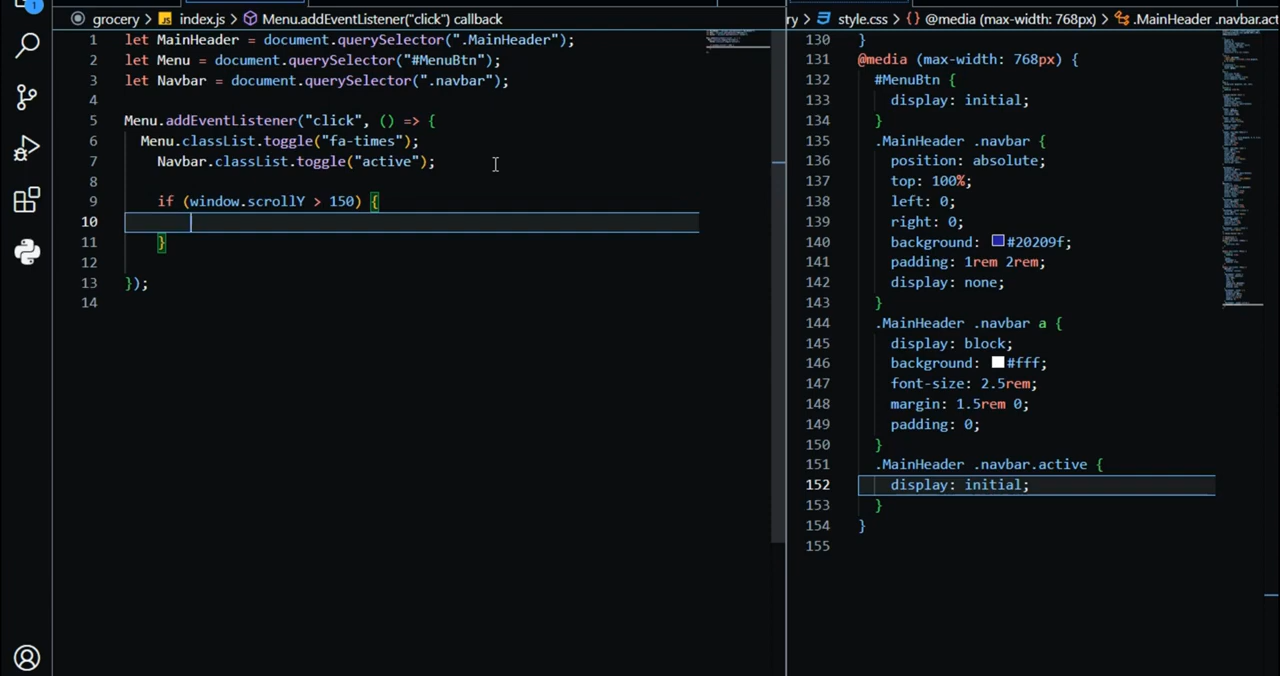 1
grocery > index.js > Menu.addEventListener("click") callback
1 let MainHeader = document.querySelector(".MainHeader");
2 let Menu = document.querySelector("#MenuBtn");
3 let Navbar = document.querySelector(".navbar");
4
5 Menu.addEventListener("click", () => {
6 Menu.classList.toggle("fa-times");
7 Navbar.classList.toggle("active");
8
9 if (window.scrollY > 150) {
10
11 }
12
13 });
14
ry > style.css > {} @media (max-width: 768px) > .MainHeader .navbar.act
130 }
131 @media (max-width: 768px) {
132 #MenuBtn {
133 display: initial;
134 }
135 .MainHeader .navbar {
136 position: absolute;
137 top: 100%;
138 left: 0;
139 right: 0;
140 background: #20209f;
141 padding: 1rem 2rem;
142 display: none;
143 }
144 .MainHeader .navbar a {
145 display: block;
146 background: #fff;
147 font-size: 2.5rem;
148 margin: 1.5rem 0;
149 padding: 0;
150 }
151 .MainHeader .navbar.active {
152 display: initial;
153 }
154 }
155